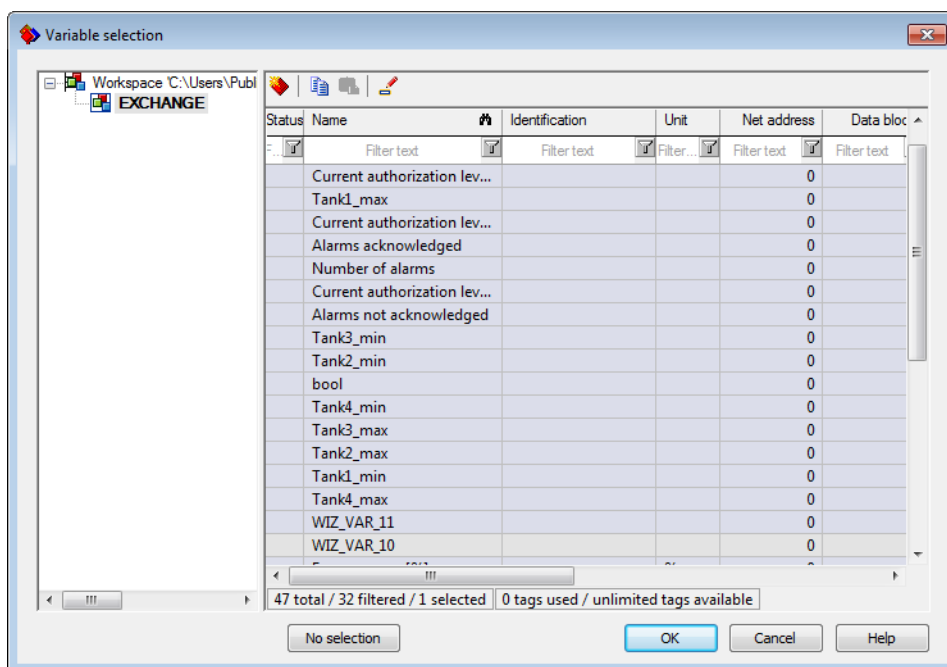 Variable selection
Workspace 'C:\Users\Publ
EXCHANGE
Status Name Identification Unit Net address Data bloc
F... Filter text Filter text Filter... Filter text Filter text
Current authorization lev... 0
Tank1_max 0
Current authorization lev... 0
Alarms acknowledged 0
Number of alarms 0
Current authorization lev... 0
Alarms not acknowledged 0
Tank3_min 0
Tank2_min 0
bool 0
Tank4_min 0
Tank3_max 0
Tank2_max 0
Tank1_min 0
Tank4_max 0
WIZ_VAR_11 0
WIZ_VAR_10 0
47 total / 32 filtered / 1 selected 0 tags used / unlimited tags available
No selection OK Cancel Help